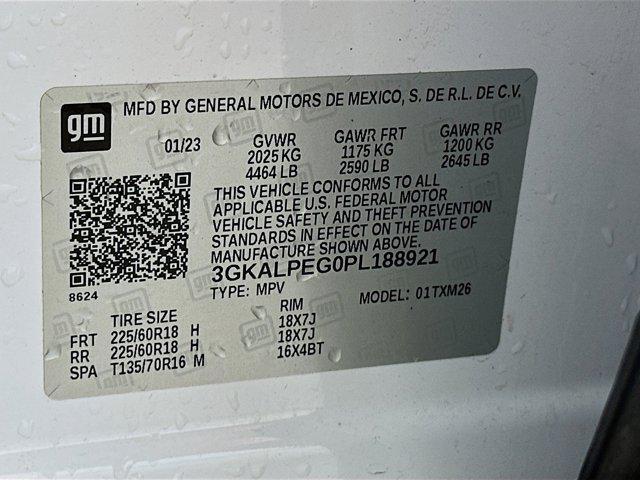 gm MFD BY GENERAL MOTORS DE MEXICO, S. DE R.L. DE C.V.
01/23 GVWR GAWR FRT GAWR RR
2025 KG 1175 KG 1200 KG
4464 LB 2590 LB 2645 LB
THIS VEHICLE CONFORMS TO ALL
APPLICABLE U.S. FEDERAL MOTOR
VEHICLE SAFETY AND THEFT PREVENTION
STANDARDS IN EFFECT ON THE DATE OF
MANUFACTURE SHOWN ABOVE.
3GKALPEG0PL188921
8624 TYPE: MPV MODEL: 01TXM26
TIRE SIZE RIM
FRT 225/60R18 H 18X7J
RR 225/60R18 H 18X7J
SPA T135/70R16 M 16X4BT